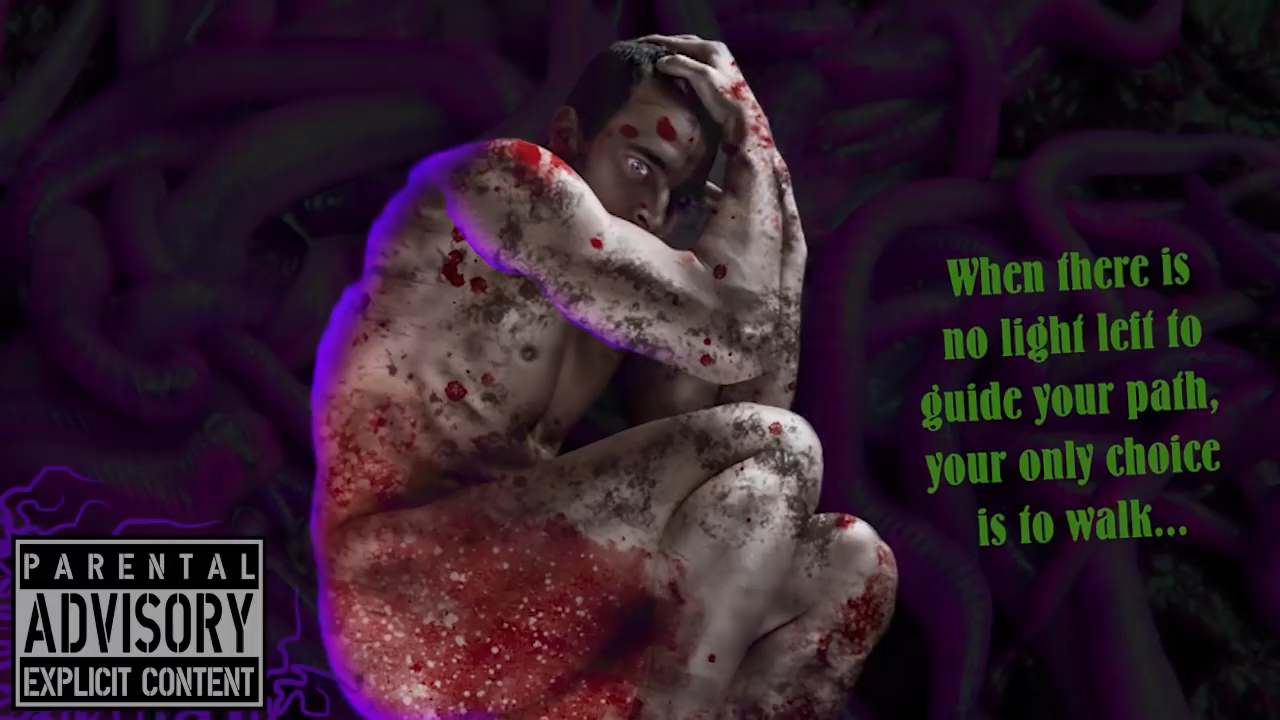 When there is
no light left to
guide your path,
your only choice
is to walk...
PARENTAL
ADVISORY
EXPLICIT CONTENT